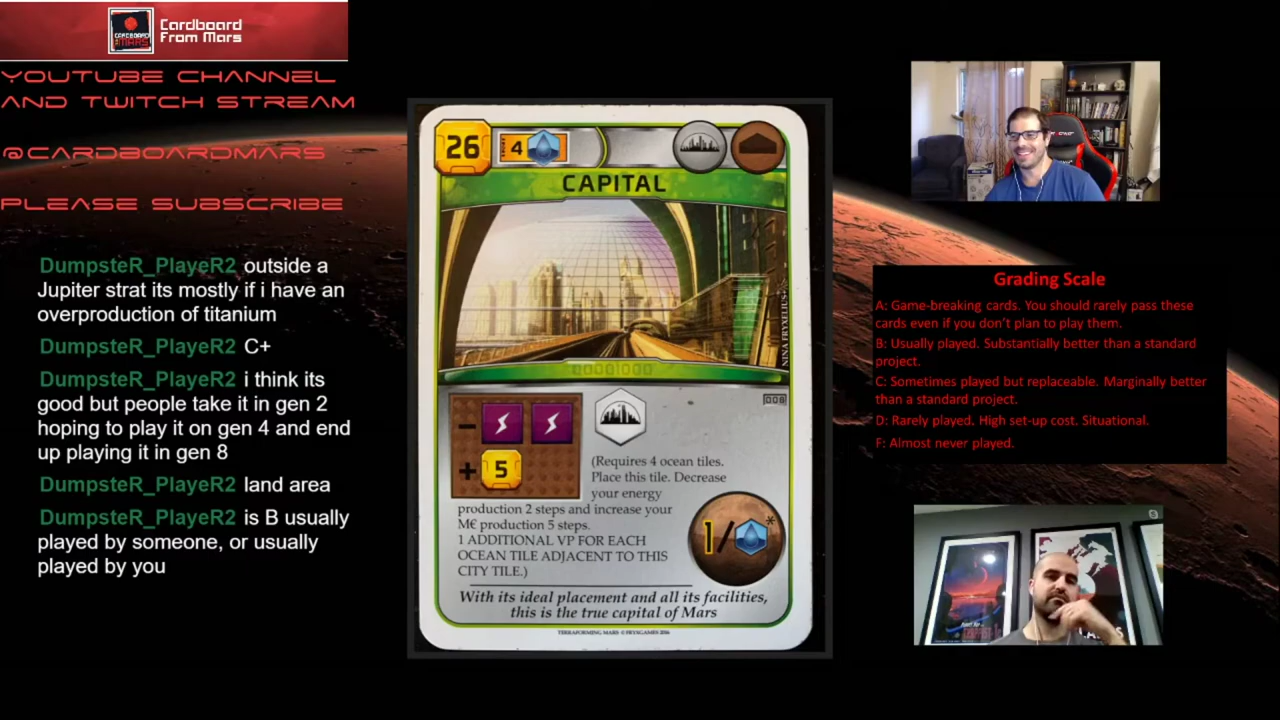 Cardboard
From Mars
YOUTUBE CHANNEL
AND TWITCH STREAM
@CARDBOARDMARS
PLEASE SUBSCRIBE
DumpsteR_PlayeR2 outside a
Jupiter strat its mostly if i have an
overproduction of titanium
DumpsteR_PlayeR2 C+
DumpsteR_PlayeR2 i think its
good but people take it in gen 2
hoping to play it on gen 4 and end
up playing it in gen 8
DumpsteR_PlayeR2 land area
DumpsteR_PlayeR2 is B usually
played by someone, or usually
played by you
26
4
CAPITAL
NINA FRYXELIUS
008
- 
+ 5
(Requires 4 ocean tiles.
Place this tile. Decrease
your energy
production 2 steps and increase your
M€ production 5 steps.
1 ADDITIONAL VP FOR EACH
OCEAN TILE ADJACENT TO THIS
CITY TILE.)
1/ *
With its ideal placement and all its facilities,
this is the true capital of Mars
TERRAFORMING MARS © FRYXGAMES 2016
Grading Scale
A: Game-breaking cards. You should rarely pass these
cards even if you don't plan to play them.
B: Usually played. Substantially better than a standard
project.
C: Sometimes played but replaceable. Marginally better
than a standard project.
D: Rarely played. High set-up cost. Situational.
F: Almost never played.